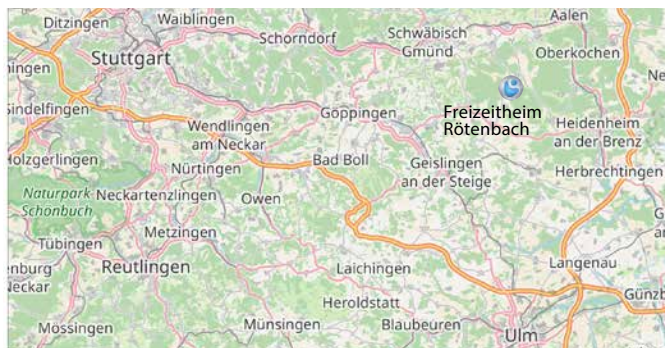 Ditzingen
Waiblingen
Aalen
Schorndorf
Schwäbisch
Gmünd
Stuttgart
Oberkochen
Sindelfingen
Göppingen
Freizeitheim
Rötenbach
Wendlingen
am Neckar
Heidenheim
an der Brenz
Holzgerlingen
Nürtingen
Bad Boll
Geislingen
an der Steige
Herbrechtingen
Naturpark
Schönbuch
Neckartenzlingen
Owen
Metzingen
Tübingen
Reutlingen
Laichingen
Langenau
Neckar
Heroldstatt
Günzb
Mössingen
Münsingen
Blaubeuren
Ulm